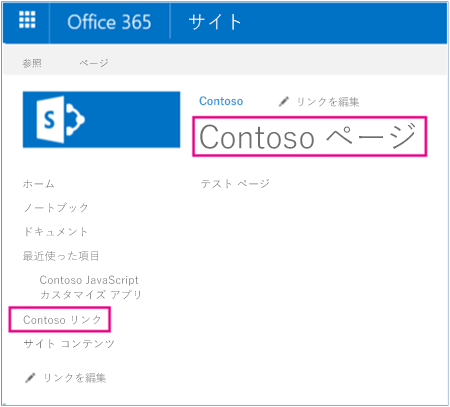 Office 365 サイト
参照 ページ
S
Contoso リンクを編集
Contoso ページ
テスト ページ
ホーム
ノートブック
ドキュメント
最近使った項目
Contoso JavaScript
カスタマイズ アプリ
Contoso リンク
サイト コンテンツ
リンクを編集